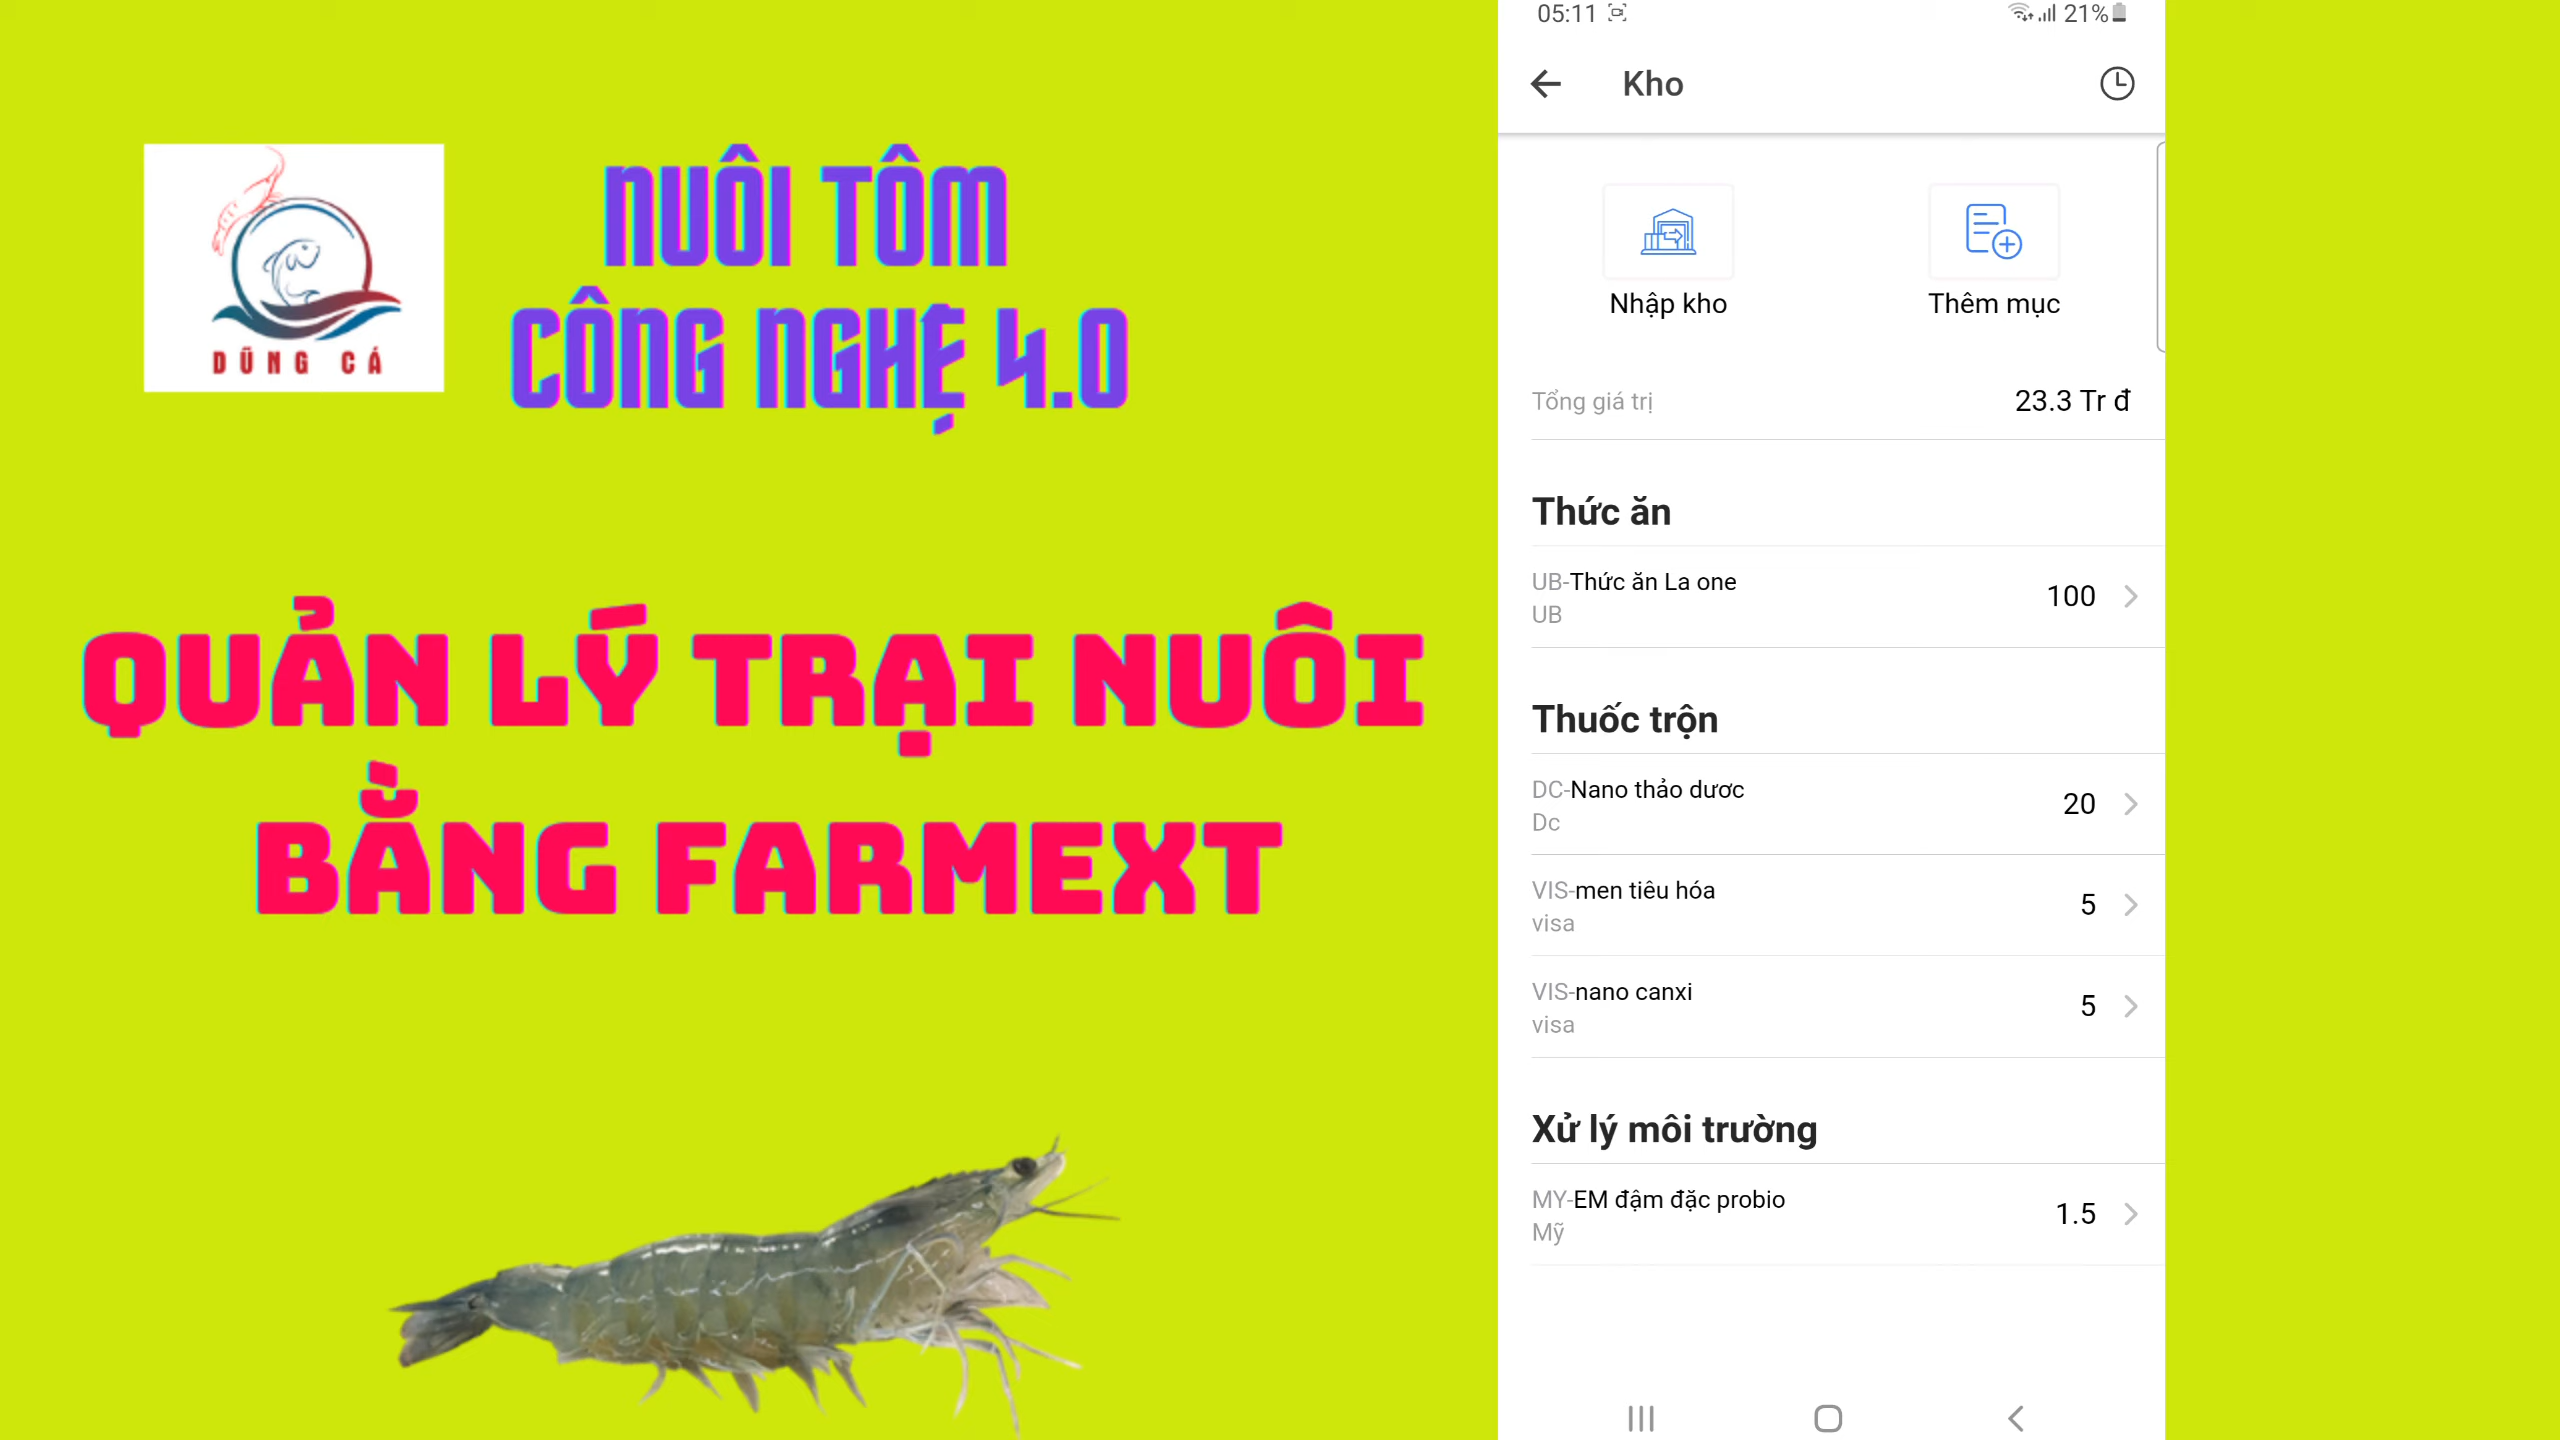 DŨNG CÁ
NUÔI TÔM
CÔNG NGHỆ 4.0
QUẢN LÝ TRẠI NUÔI
BẰNG FARMEXT
05:11
21%
Kho
Nhập kho
Thêm mục
Tổng giá trị
23.3 Tr đ
Thức ăn
UB-Thức ăn La one
UB
100
Thuốc trộn
DC-Nano thảo dươc
Dc
20
VIS-men tiêu hóa
visa
5
VIS-nano canxi
visa
5
Xử lý môi trường
MY-EM đậm đặc probio
Mỹ
1.5